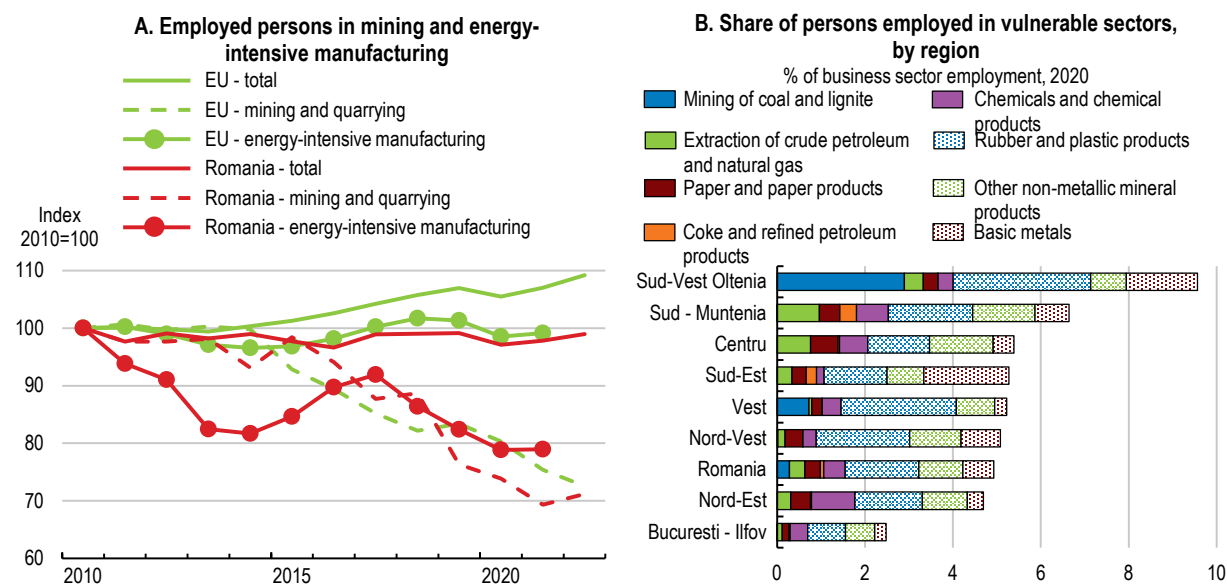 A. Employed persons in mining and energy-
intensive manufacturing
EU - total
EU - mining and quarrying
EU - energy-intensive manufacturing
Romania - total
Romania - mining and quarrying
Romania - energy-intensive manufacturing
Index
2010=100
110
100
90
80
70
60
2010
2015
2020
B. Share of persons employed in vulnerable sectors,
by region
% of business sector employment, 2020
Mining of coal and lignite
Chemicals and chemical
products
Extraction of crude petroleum
and natural gas
Rubber and plastic products
Paper and paper products
Other non-metallic mineral
products
Coke and refined petroleum
products
Basic metals
Sud-Vest Oltenia
Sud - Muntenia
Centru
Sud-Est
Vest
Nord-Vest
Romania
Nord-Est
Bucuresti - Ilfov
0
2
4
6
8
10